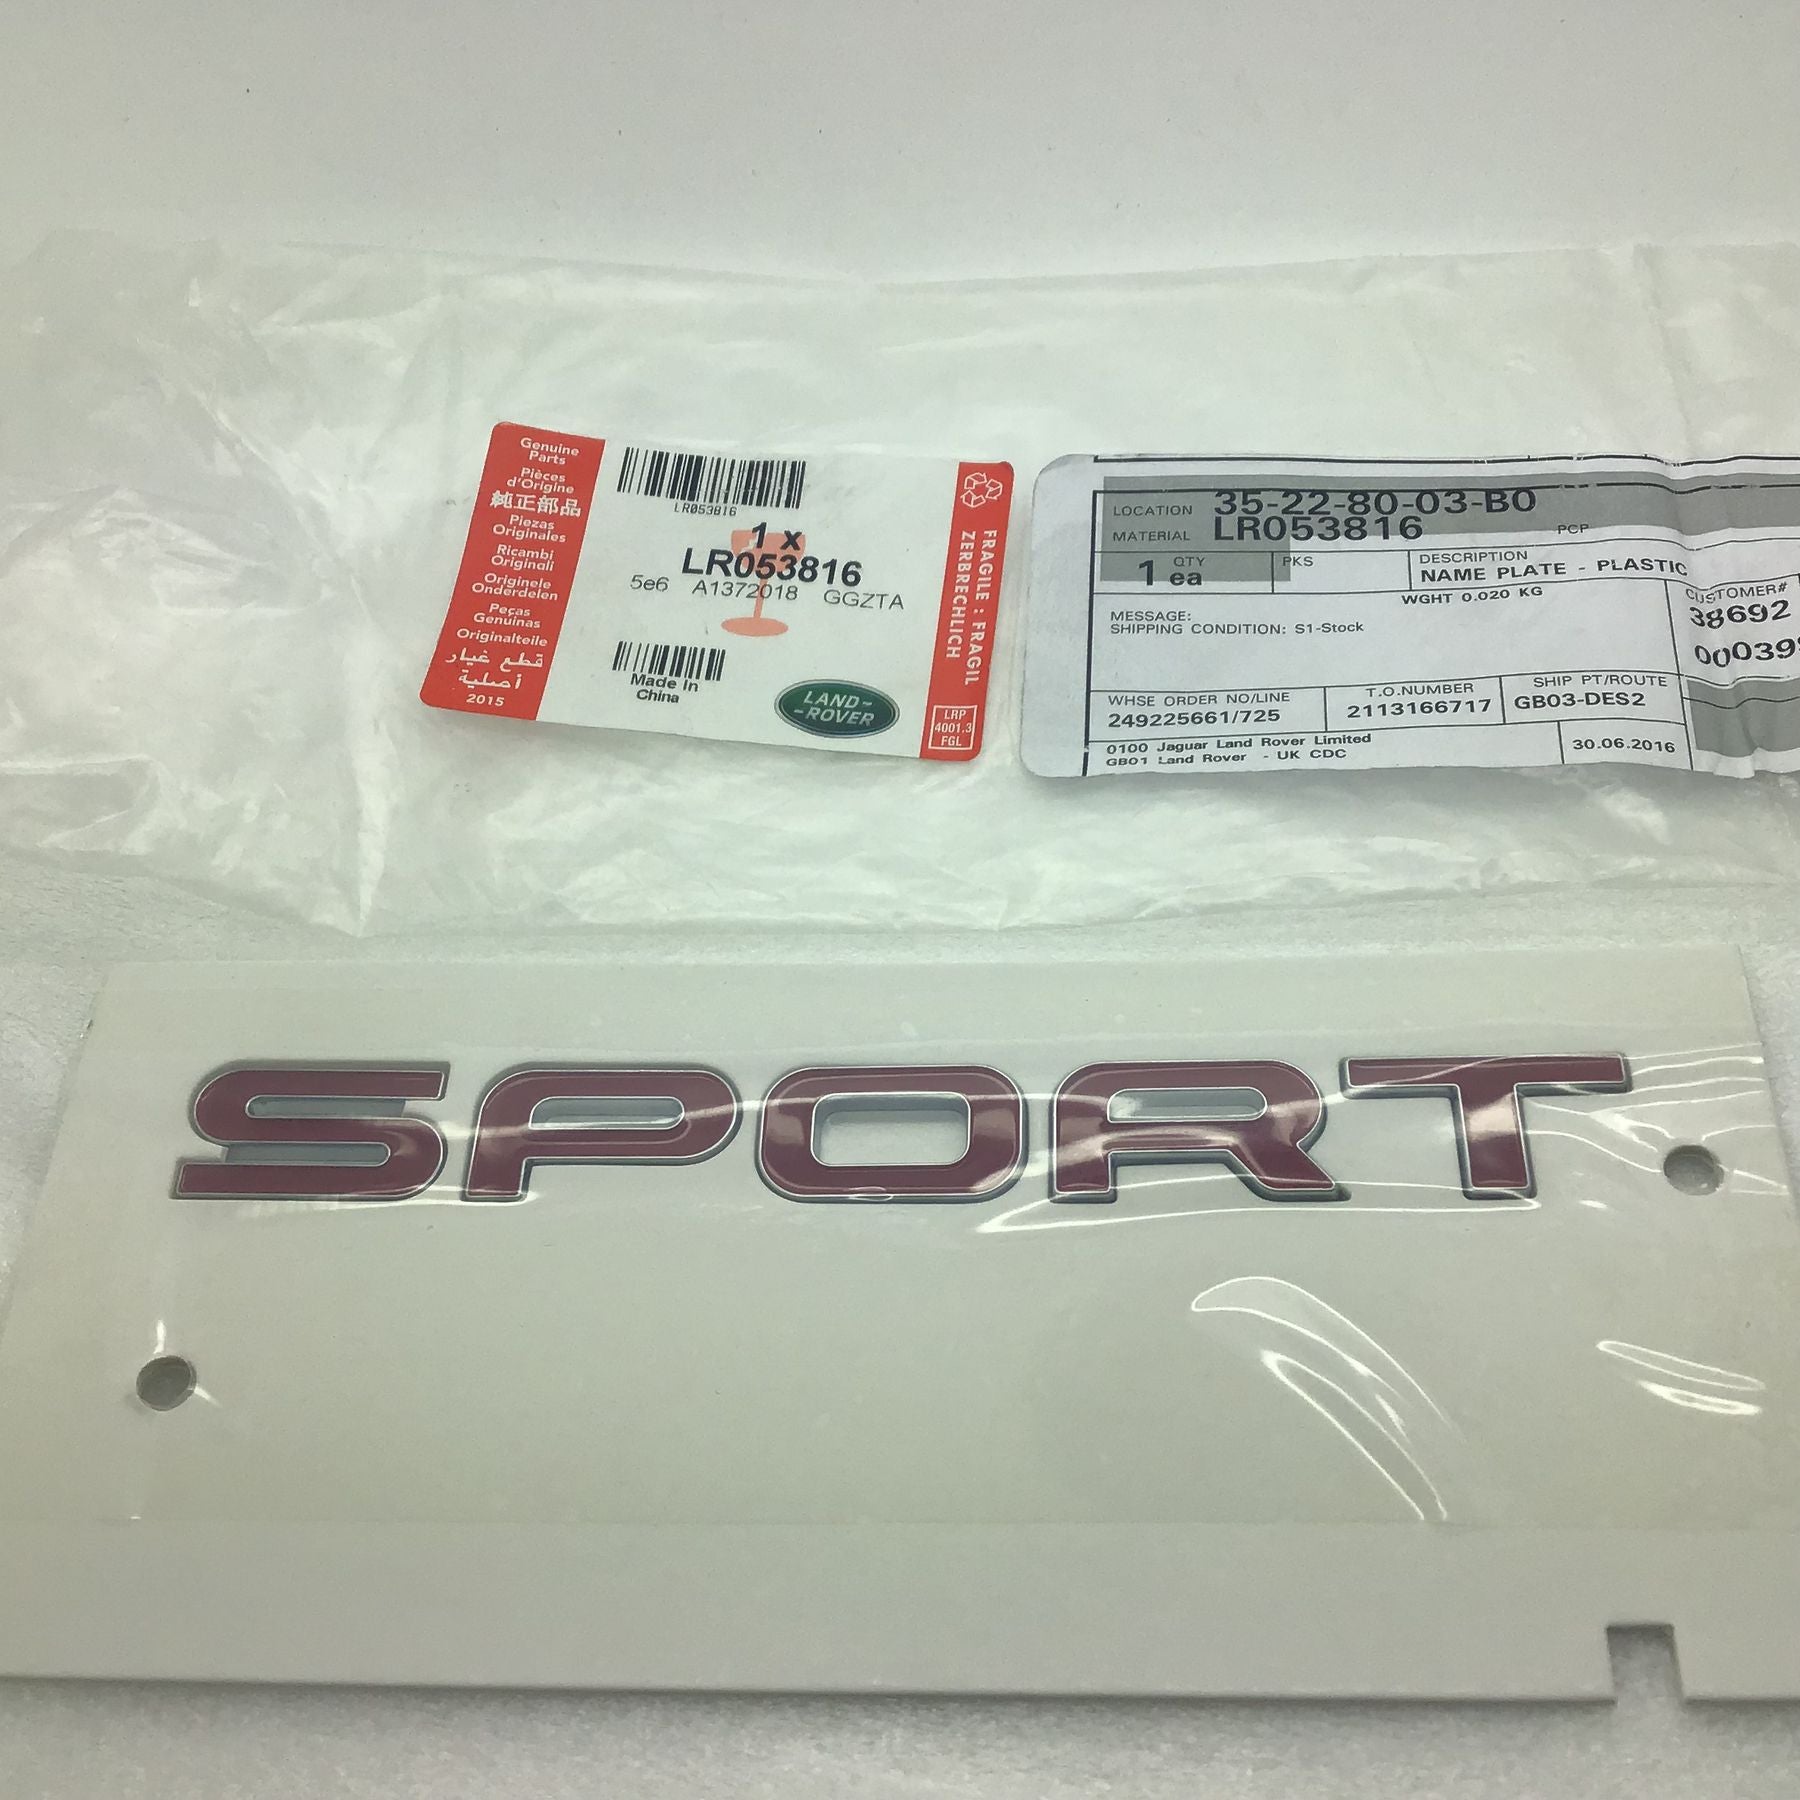 Genuine
Parts
Pièces
d'Origine
純正部品
Piezas
Originales
Ricambi
Originali
Originele
Onderdelen
Peças
Genuinas
Originalteile
قطع غيار
أصلية
2015
LR053816
1 x
LR053816
5e6 A1372018 GGZTA
Made In
China
LAND-
-ROVER
FRAGILE : FRAGIL
ZERBRECHLICH
LRP
4001.3
FGL
LOCATION 35-22-80-03-B0
MATERIAL LR053816 PCP
QTY
1 ea
PKS
DESCRIPTION
NAME PLATE - PLASTIC
WGHT 0.020 KG
MESSAGE:
SHIPPING CONDITION: S1-Stock
CUSTOMER#
38692
00039
WHSE ORDER NO/LINE
249225661/725
T.O.NUMBER
2113166717
SHIP PT/ROUTE
GB03-DES2
0100 Jaguar Land Rover Limited
GB01 Land Rover - UK CDC
30.06.2016
SPORT